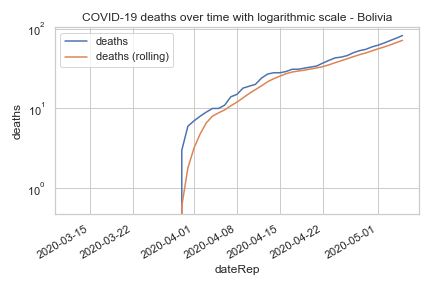 COVID-19 deaths over time with logarithmic scale - Bolivia
deaths
deaths (rolling)
10²
10¹
10⁰
deaths
2020-03-15
2020-03-22
2020-04-01
2020-04-08
2020-04-15
2020-04-22
2020-05-01
dateRep